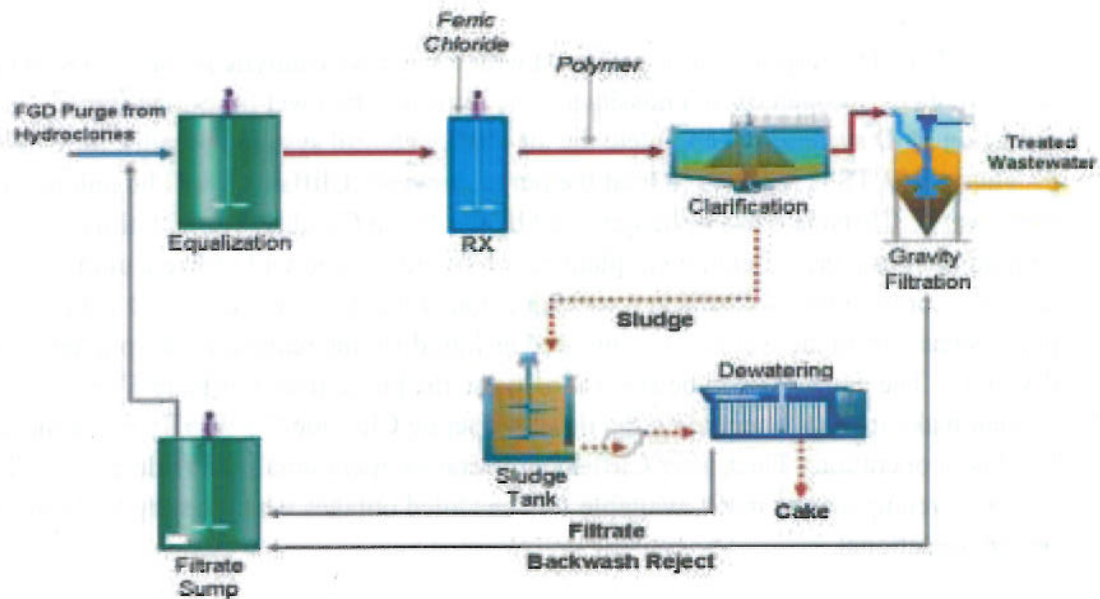 Ferric
Chloride
Polymer
FGD Purge from
Hydroclones
Treated
Wastewater
Equalization
RX
Clarification
Gravity
Filtration
Sludge
Dewatering
Sludge
Tank
Cake
Filtrate
Backwash Reject
Filtrate
Sump